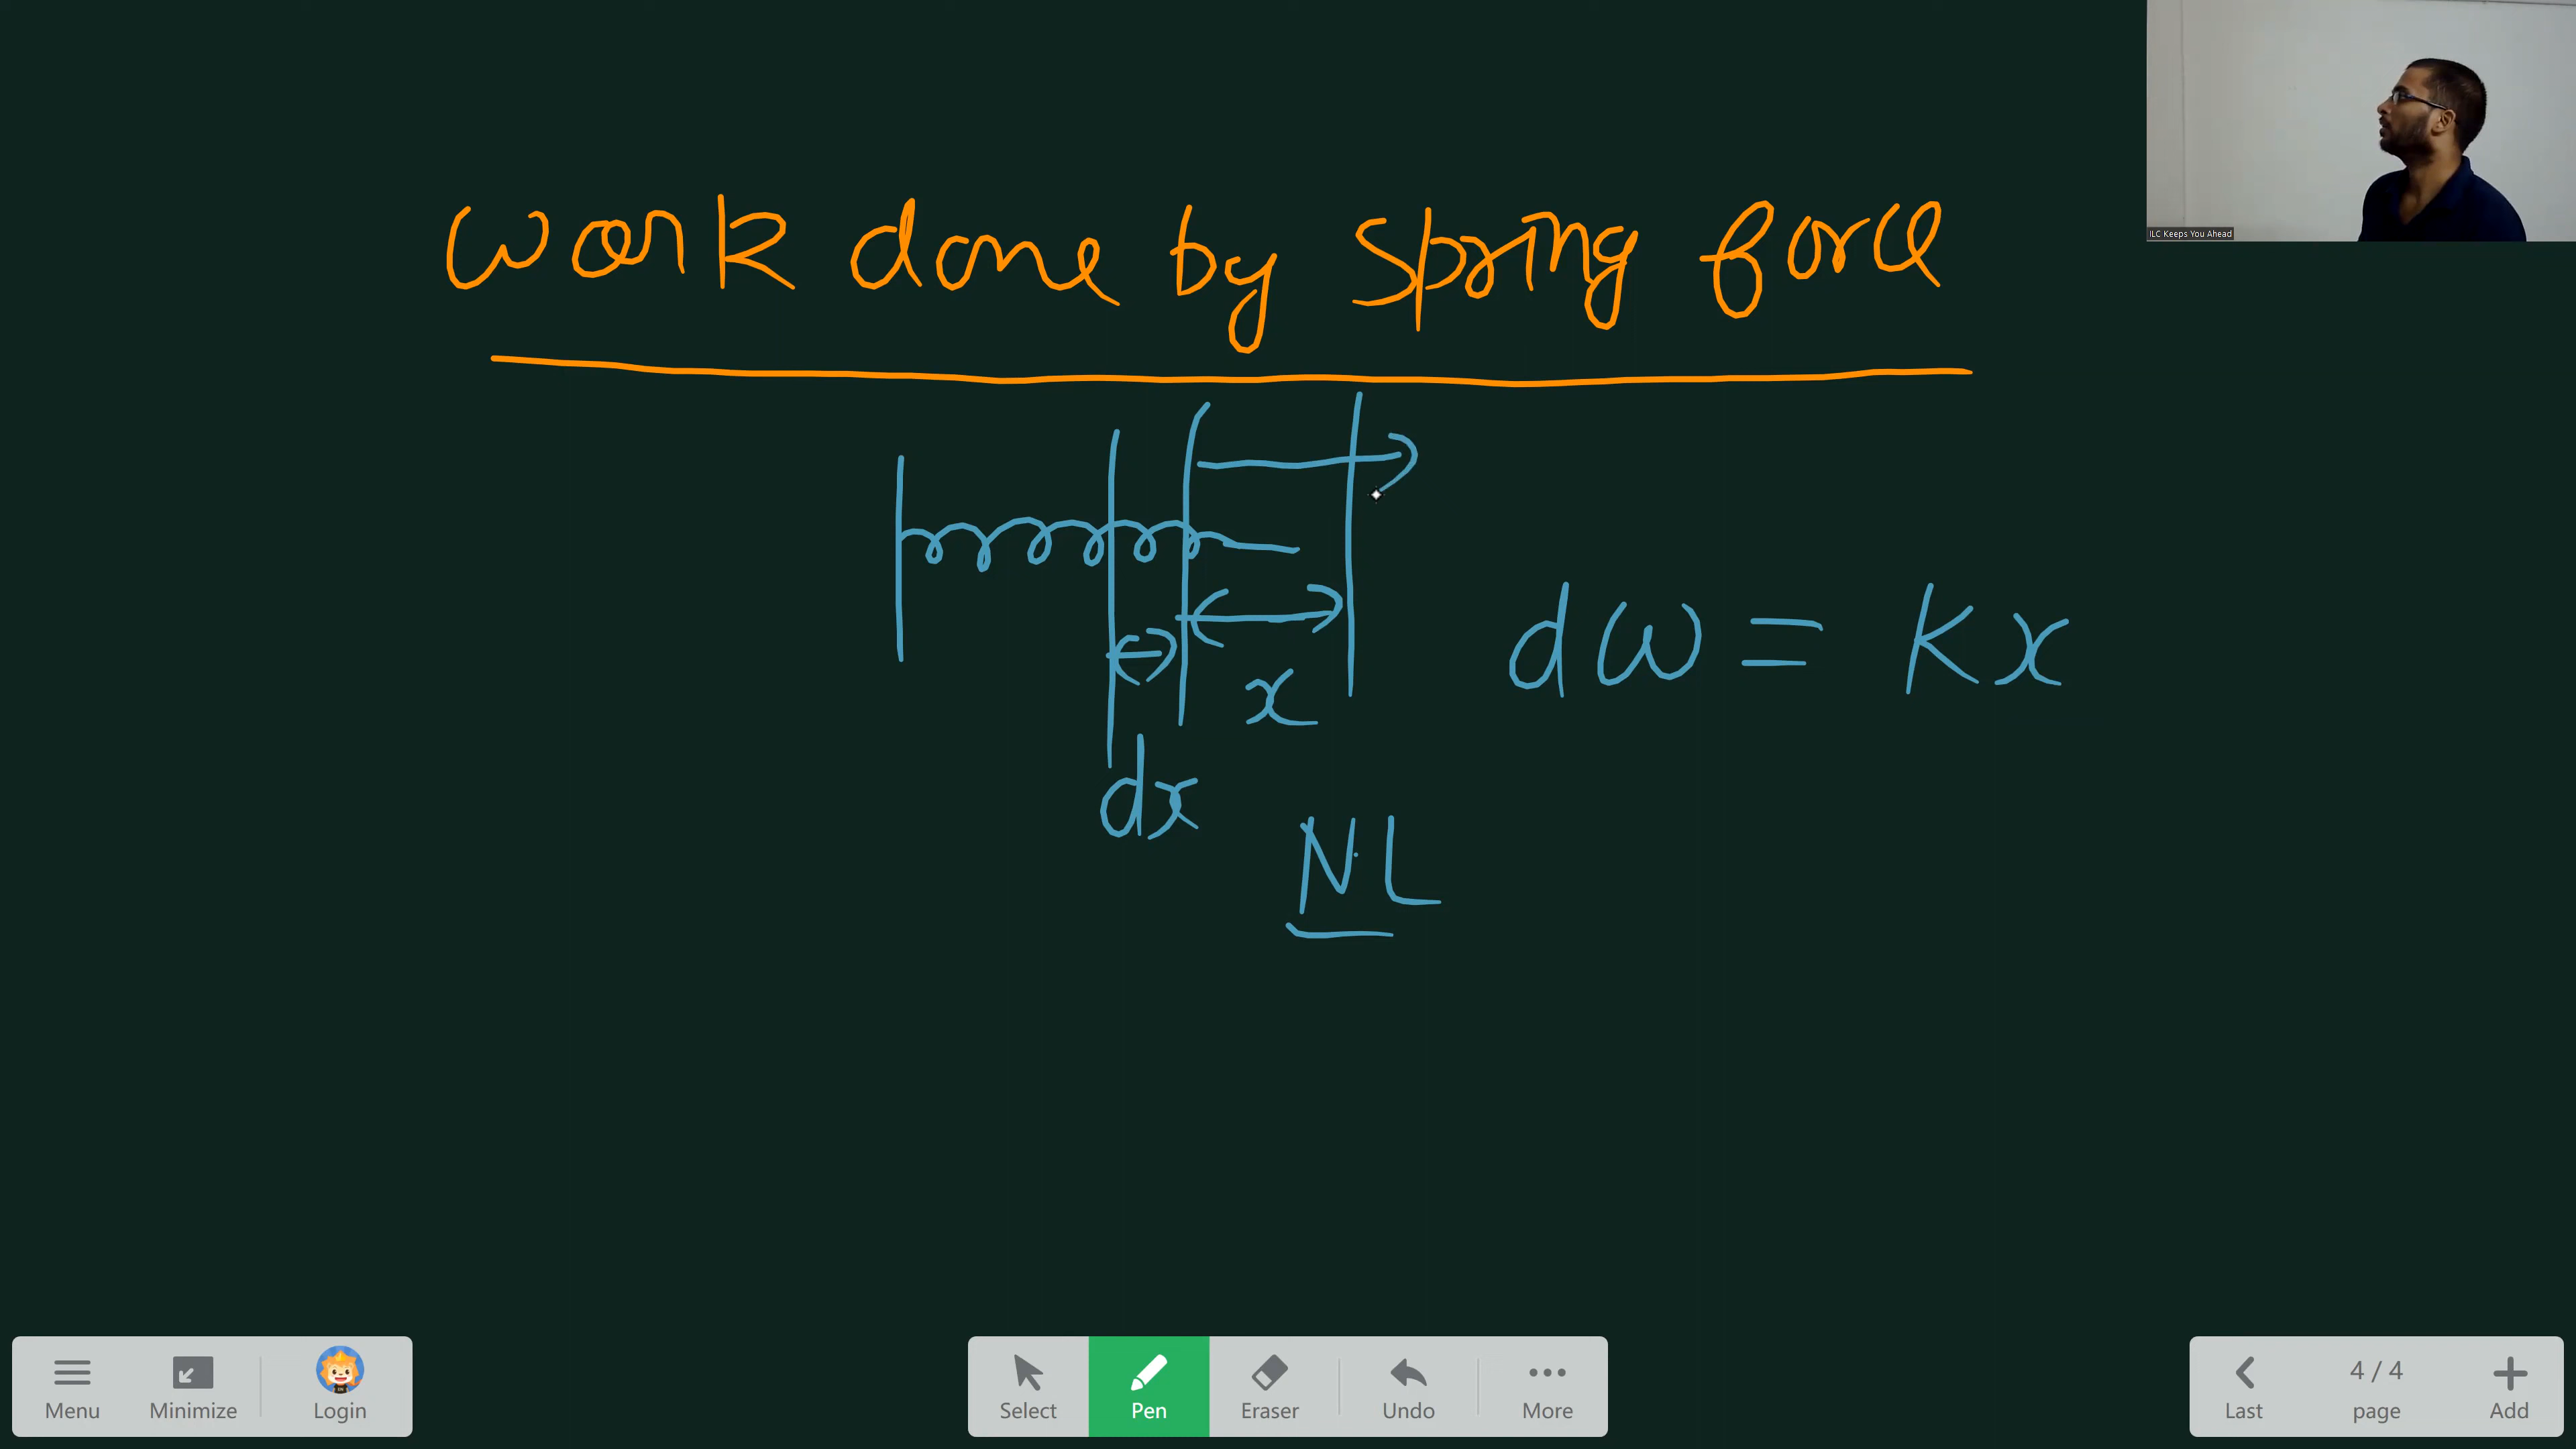 ILC Keeps You Ahead
work done by spring force
x
dw = Kx
dx
N.L
Menu
Minimize
Login
Select
Pen
Eraser
Undo
More
Last
4 / 4
page
Add